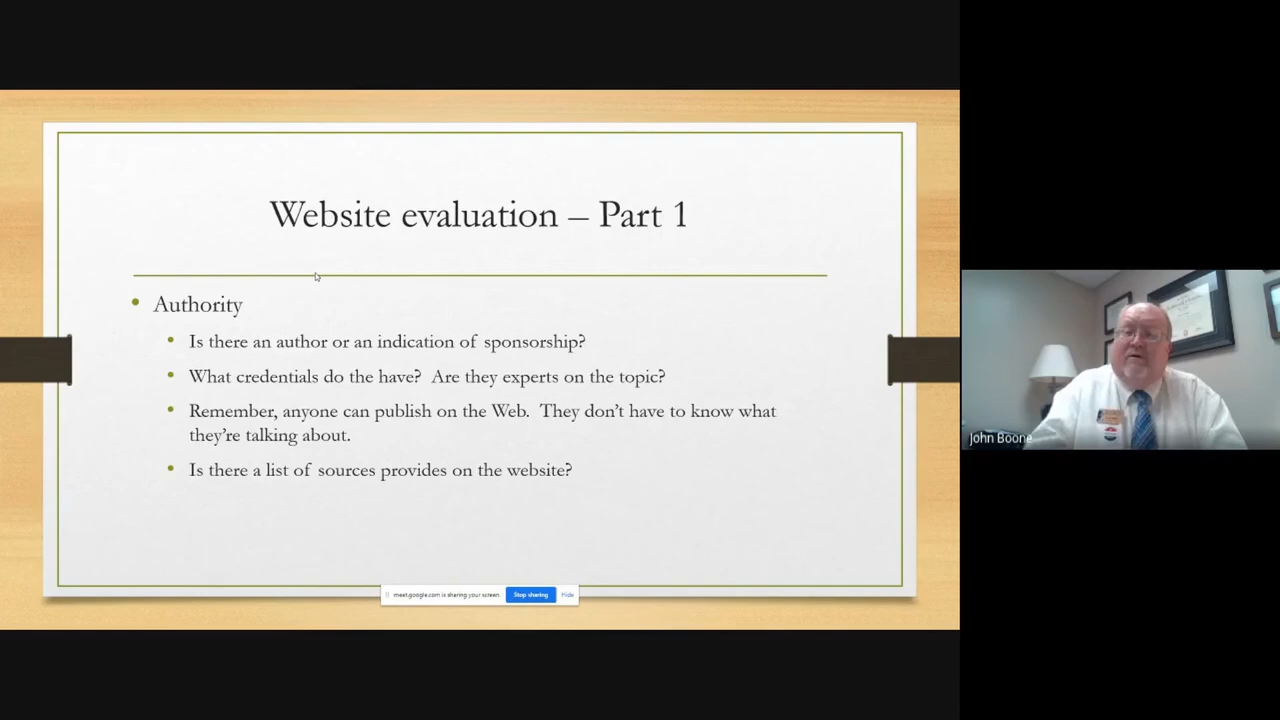 Website evaluation – Part 1
• Authority
• Is there an author or an indication of sponsorship?
• What credentials do the have? Are they experts on the topic?
• Remember, anyone can publish on the Web. They don’t have to know what
they’re talking about.
• Is there a list of sources provides on the website?
meet.google.com is sharing your screen. Stop sharing Hide
John Boone